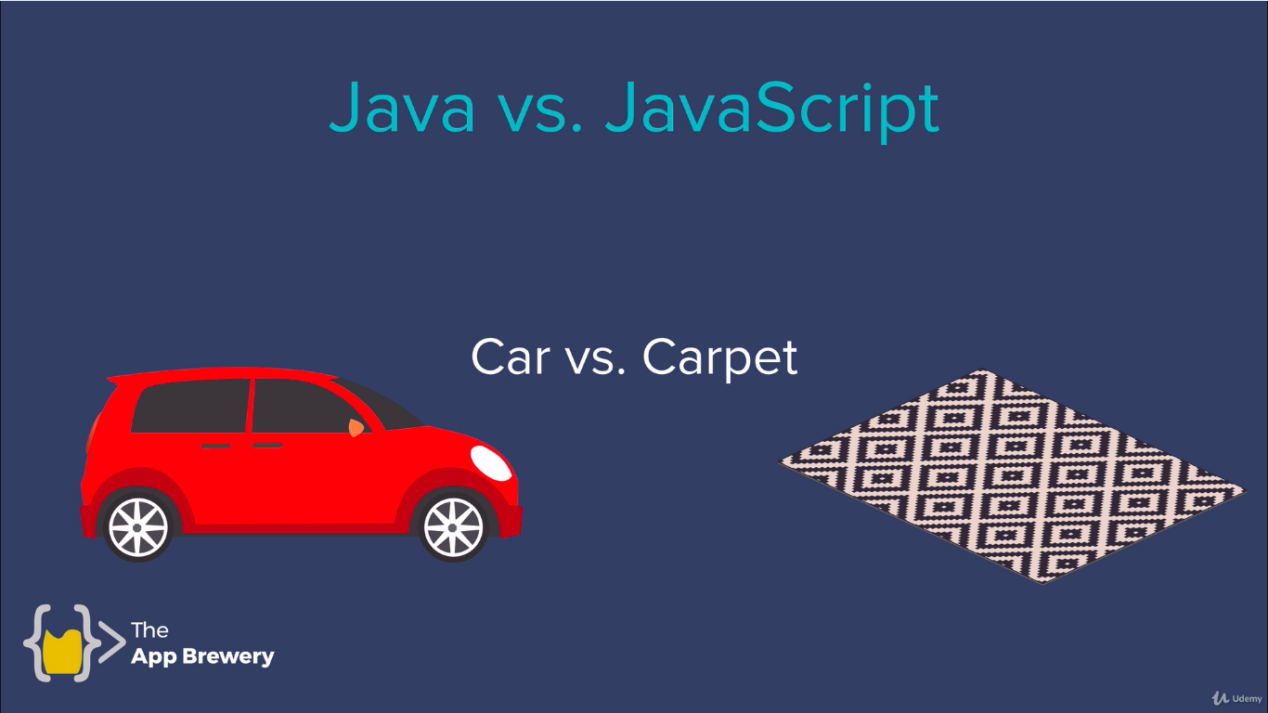 Java vs. JavaScript
Car vs. Carpet
The
App Brewery
Udemy